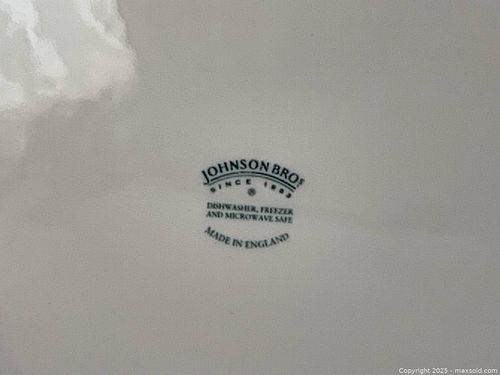 JOHNSON BROS
SINCE 1883
®
DISHWASHER, FREEZER
AND MICROWAVE SAFE
MADE IN ENGLAND
Copyright 2025 - maxsold.com